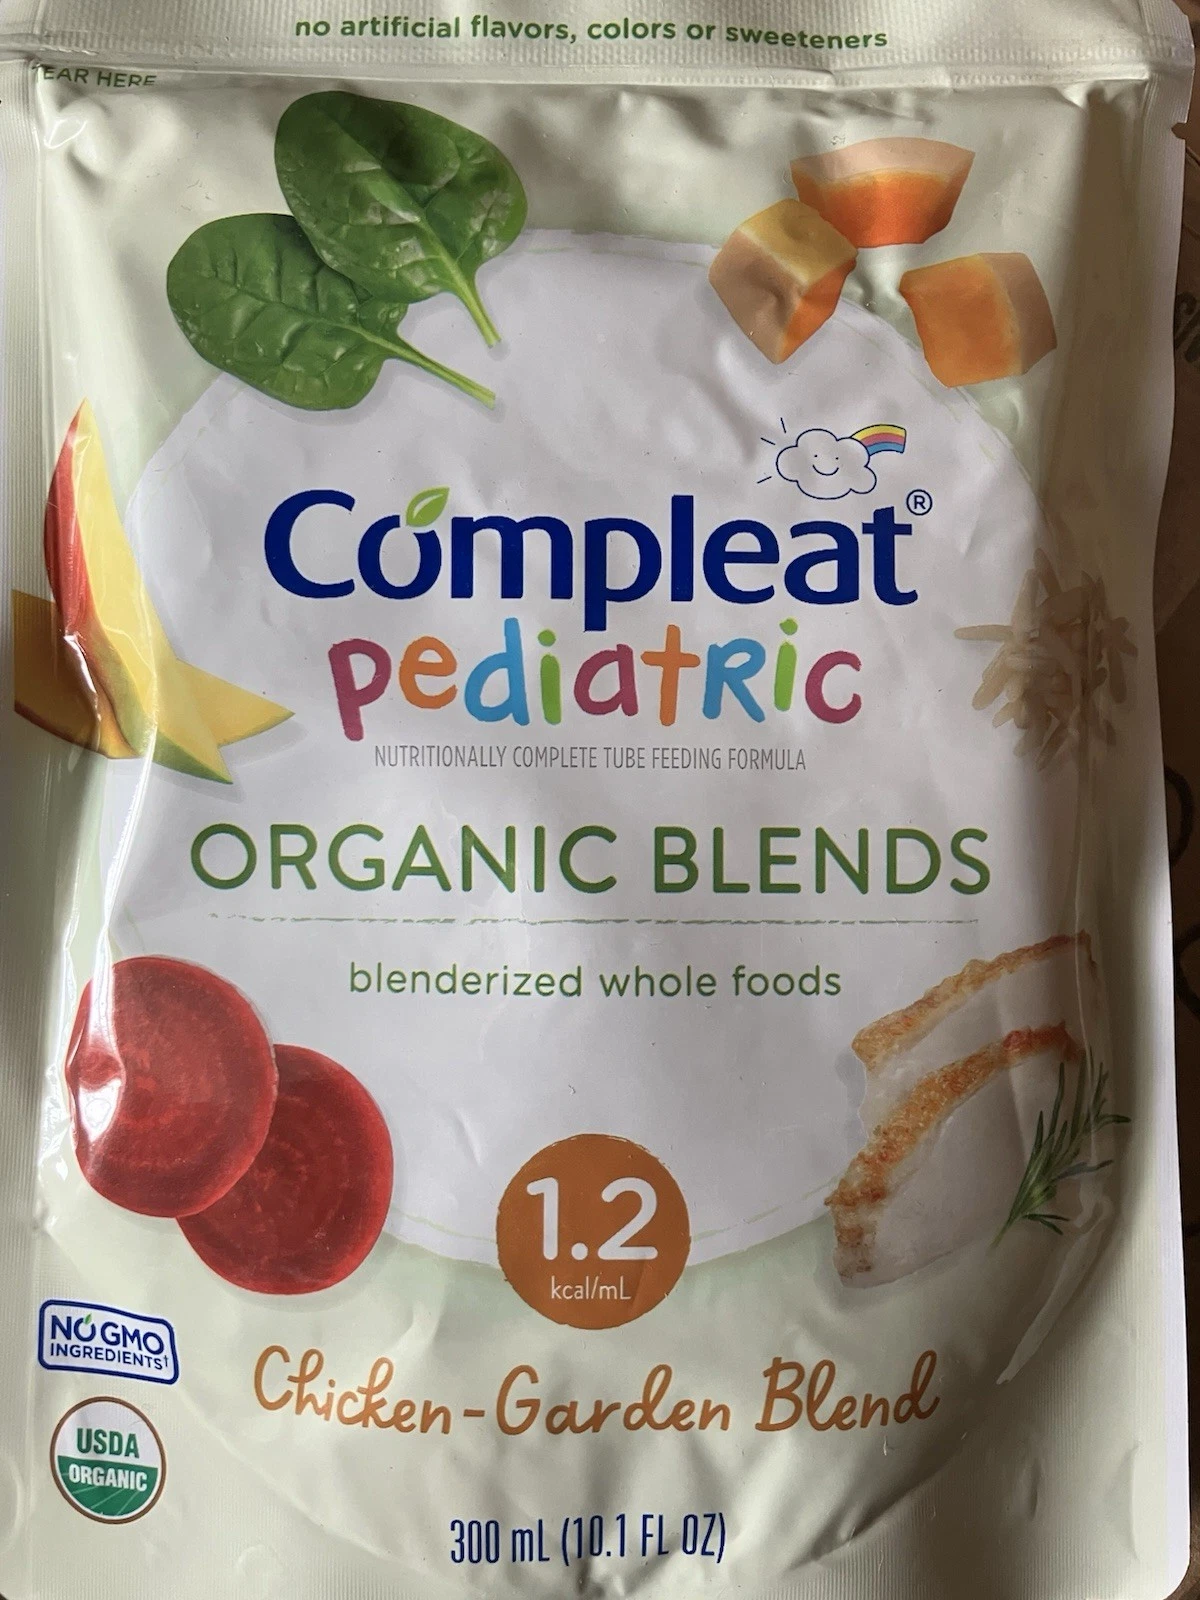 no artificial flavors, colors or sweeteners
TEAR HERE
Compleat®
pediatric
NUTRITIONALLY COMPLETE TUBE FEEDING FORMULA
ORGANIC BLENDS
blenderized whole foods
1.2
kcal/mL
NO GMO
INGREDIENTS†
Chicken-Garden Blend
USDA
ORGANIC
300 mL (10.1 FL OZ)